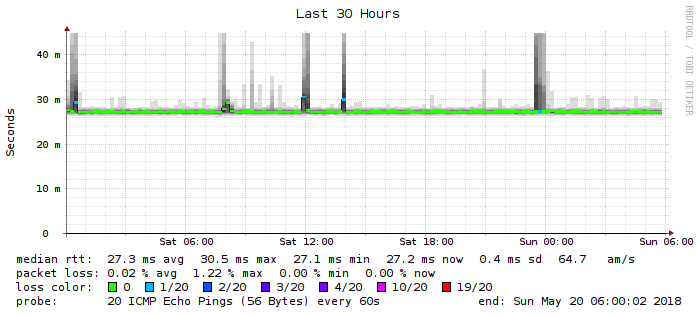 Last 30 Hours
RRDTOOL / TOBI OETIKER
Seconds
40 m
30 m
20 m
10 m
0
Sat 06:00 Sat 12:00 Sat 18:00 Sun 00:00 Sun 06:00
median rtt: 27.3 ms avg 30.5 ms max 27.1 ms min 27.2 ms now 0.4 ms sd 64.7 am/s
packet loss: 0.02 % avg 1.22 % max 0.00 % min 0.00 % now
loss color: 0 1/20 2/20 3/20 4/20 10/20 19/20
probe: 20 ICMP Echo Pings (56 Bytes) every 60s end: Sun May 20 06:00:02 2018